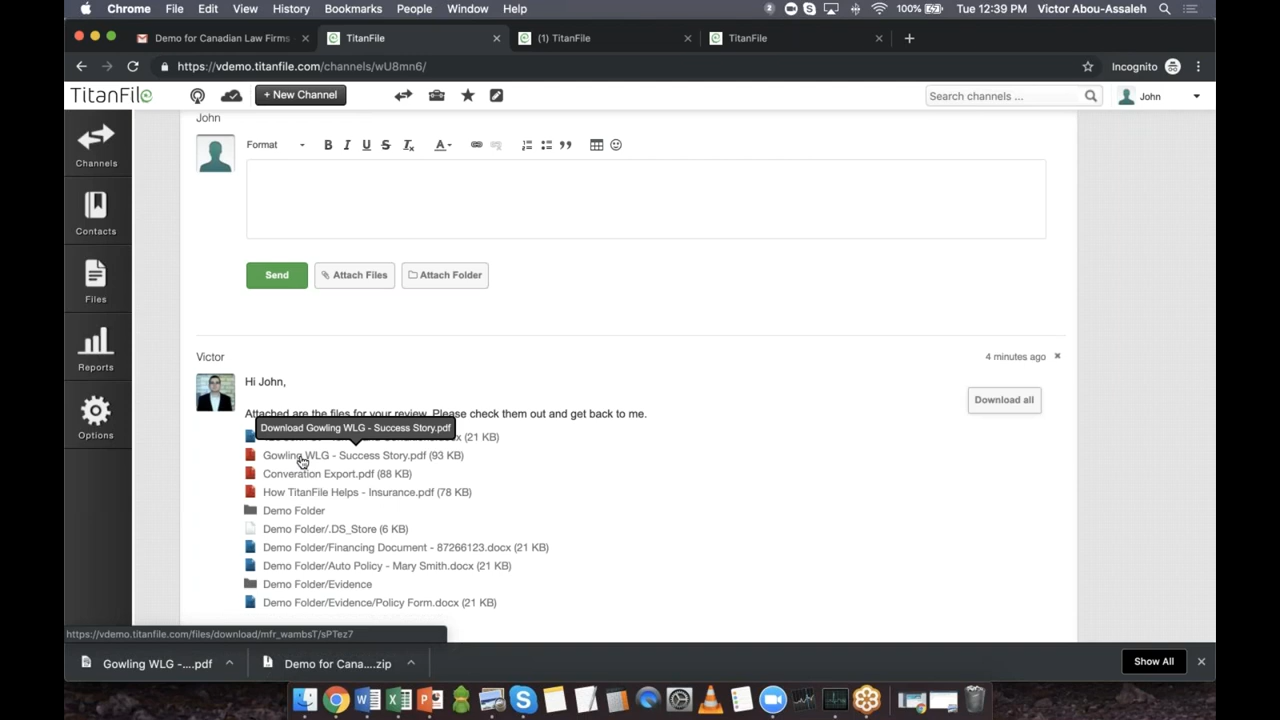 Chrome File Edit View History Bookmarks People Window Help 2 100% Tue 12:39 PM Victor Abou-Assaleh
Demo for Canadian Law Firms TitanFile (1) TitanFile TitanFile
https://vdemo.titanfile.com/channels/wU8mn6/ Incognito
TitanFile + New Channel Search channels ... John
John
Format B I U S Tx A
Channels
Contacts
Files
Reports
Options
Send Attach Files Attach Folder
Victor 4 minutes ago
Hi John,
Download all
Attached are the files for your review. Please check them out and get back to me.
Download Gowling WLG - Success Story.pdf
(21 KB)
Gowling WLG - Success Story.pdf (93 KB)
Converation Export.pdf (88 KB)
How TitanFile Helps - Insurance.pdf (78 KB)
Demo Folder
Demo Folder/.DS_Store (6 KB)
Demo Folder/Financing Document - 87266123.docx (21 KB)
Demo Folder/Auto Policy - Mary Smith.docx (21 KB)
Demo Folder/Evidence
Demo Folder/Evidence/Policy Form.docx (21 KB)
https://vdemo.titanfile.com/files/download/mfr_wambsT/sPTez7
Gowling WLG -....pdf Demo for Cana....zip Show All